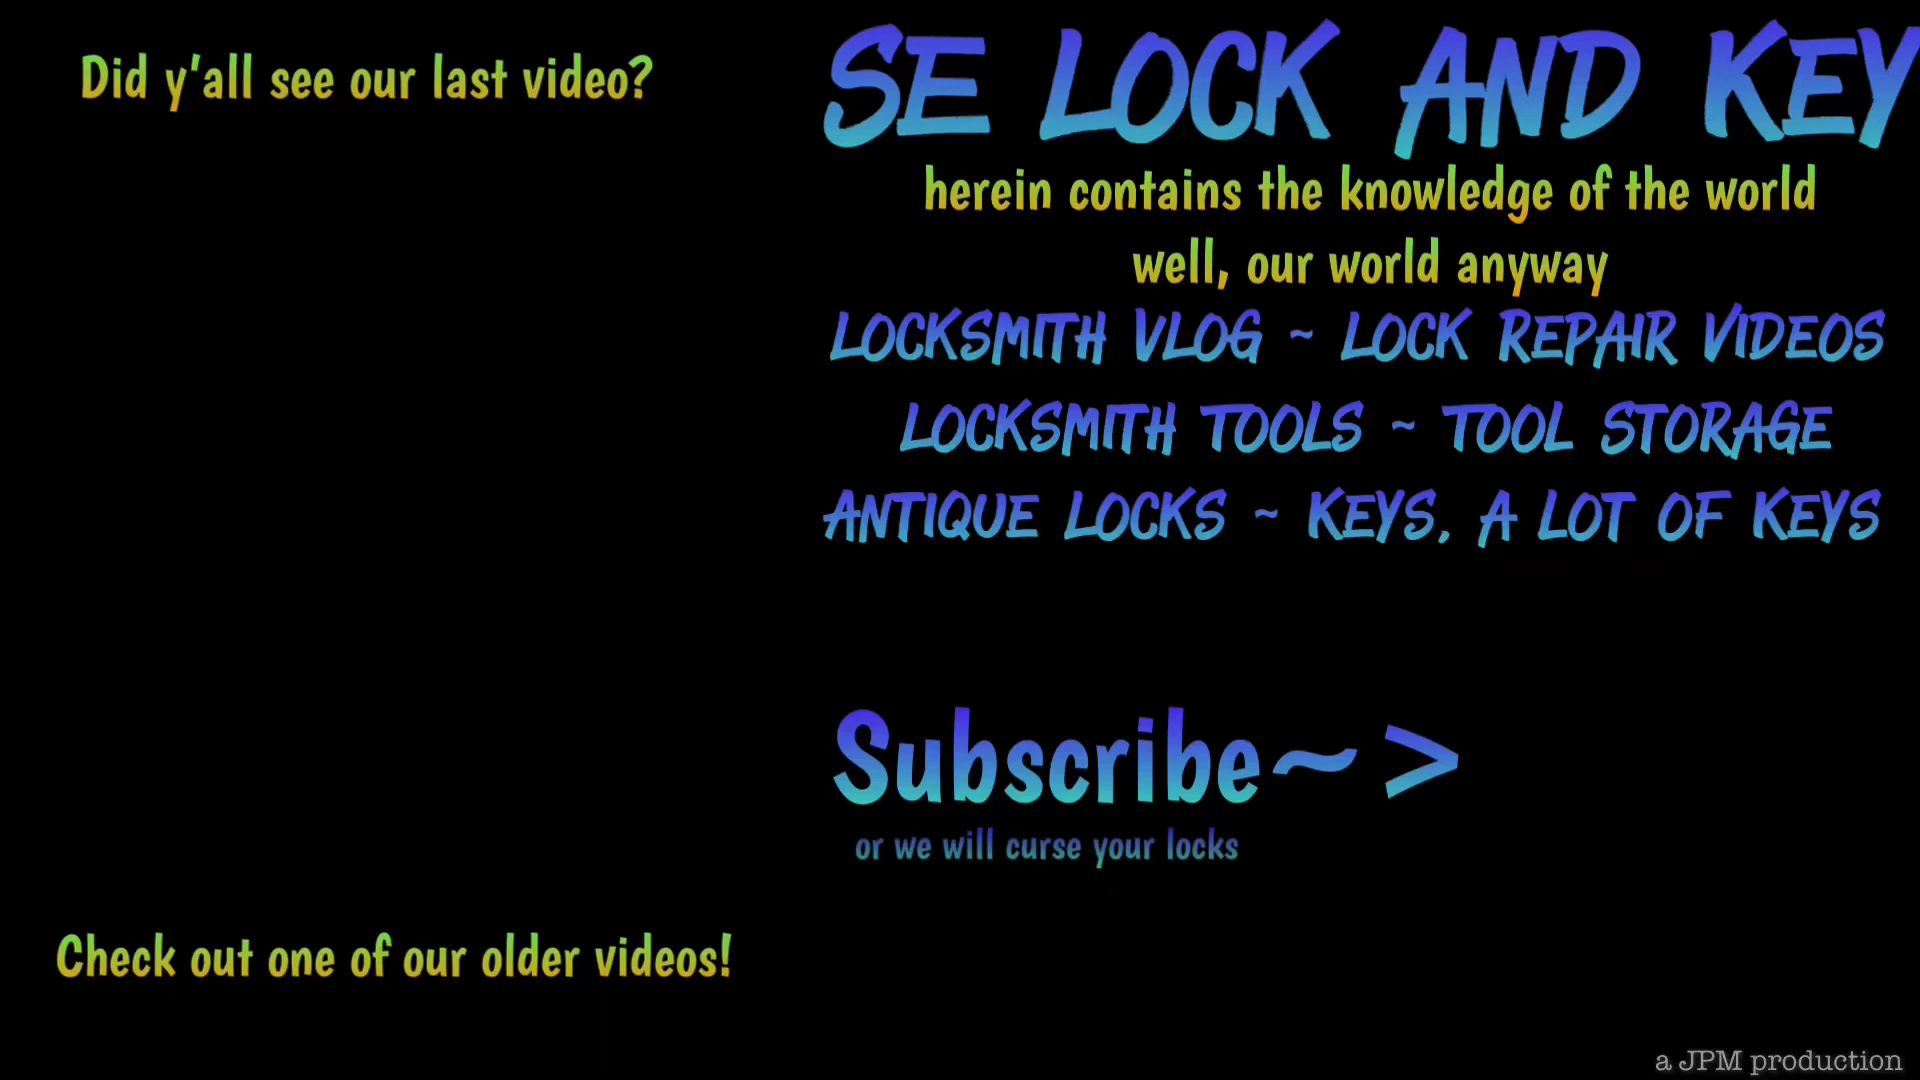 Did y'all see our last video?
SE LOCK AND KEY
herein contains the knowledge of the world
well, our world anyway
LOCKSMITH VLOG ~ LOCK REPAIR VIDEOS
LOCKSMITH TOOLS ~ TOOL STORAGE
ANTIQUE LOCKS ~ KEYS, A LOT OF KEYS
Subscribe~ >
or we will curse your locks
Check out one of our older videos!
a JPM production